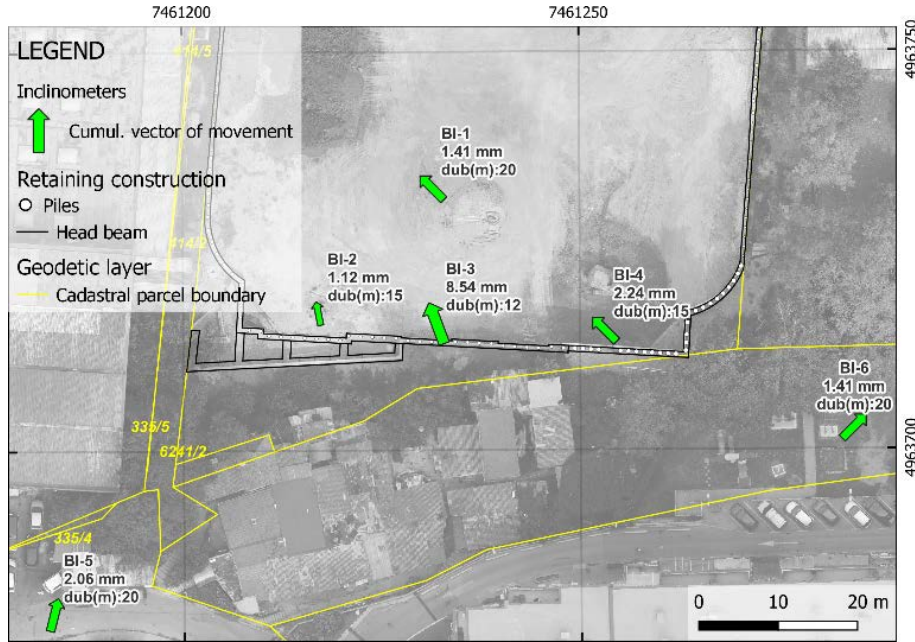 7461200
7461250
4963750
4963700
LEGEND
Inclinometers
Cumul. vector of movement
Retaining construction
Piles
Head beam
Geodetic layer
Cadastral parcel boundary
414/5
414/2
BI-1
1.41 mm
dub(m):20
BI-2
1.12 mm
dub(m):15
BI-3
8.54 mm
dub(m):12
BI-4
2.24 mm
dub(m):15
BI-6
1.41 mm
dub(m):20
335/5
6241/2
335/4
BI-5
2.06 mm
dub(m):20
0 10 20 m